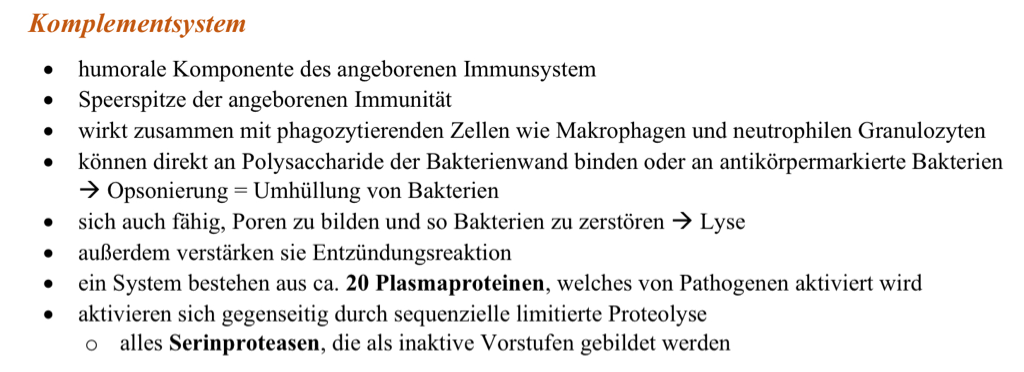 Komplementsystem
• humorale Komponente des angeborenen Immunsystem
• Speerspitze der angeborenen Immunität
• wirkt zusammen mit phagozytierenden Zellen wie Makrophagen und neutrophilen Granulozyten
• können direkt an Polysaccharide der Bakterienwand binden oder an antikörpermarkierte Bakterien
→ Opsonierung = Umhüllung von Bakterien
• sich auch fähig, Poren zu bilden und so Bakterien zu zerstören → Lyse
• außerdem verstärken sie Entzündungsreaktion
• ein System bestehen aus ca. 20 Plasmaproteinen, welches von Pathogenen aktiviert wird
• aktivieren sich gegenseitig durch sequenzielle limitierte Proteolyse
o alles Serinproteasen, die als inaktive Vorstufen gebildet werden